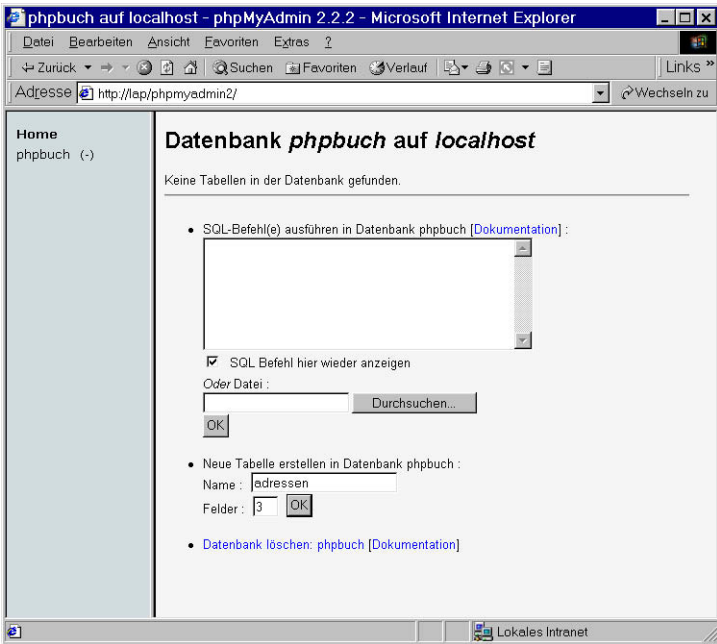 phpbuch auf localhost - phpMyAdmin 2.2.2 - Microsoft Internet Explorer
Datei Bearbeiten Ansicht Favoriten Extras ?
Zurück Suchen Favoriten Verlauf Links »
Adresse http://lap/phpmyadmin2/ Wechseln zu
Home
phpbuch (-)
Datenbank phpbuch auf localhost
Keine Tabellen in der Datenbank gefunden.
• SQL-Befehl(e) ausführen in Datenbank phpbuch [Dokumentation] :
SQL Befehl hier wieder anzeigen
Oder Datei :
Durchsuchen...
OK
• Neue Tabelle erstellen in Datenbank phpbuch :
Name : adressen
Felder : 3 OK
• Datenbank löschen: phpbuch [Dokumentation]
Lokales Intranet